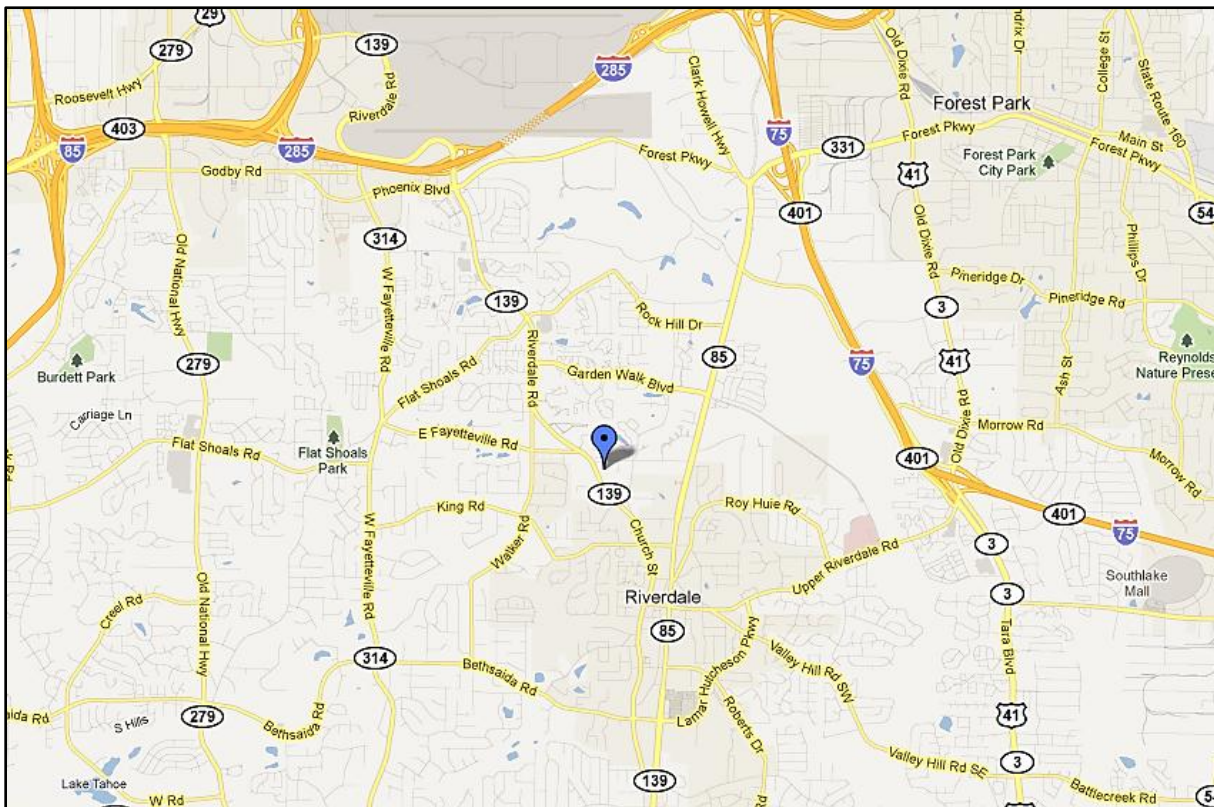 29
279
139
Roosevelt Hwy
Riverdale Rd
403
85
285
285
Godby Rd
Phoenix Blvd
Forest Pkwy
Clark Howell Hwy
75
Old Dixie Rd
Forest Park
College St
State Route 160
Forest Pkwy
331
Main St
Forest Pkwy
Forest Park
City Park
41
401
54
314
Old National Hwy
W Fayetteville Rd
139
Old Dixie Rd
Phillips Dr
Pineridge Dr
Pineridge Rd
3
Rock Hill Dr
Riverdale Rd
85
41
75
279
Burdett Park
Flat Shoals Rd
Garden Walk Blvd
Ash St
Reynolds
Nature Prese
Carriage Ln
Old Dixie Rd
Morrow Rd
Flat Shoals Rd
Flat Shoals
Park
E Fayetteville Rd
401
Morrow Rd
139
King Rd
Roy Huie Rd
401
75
W Fayetteville Rd
Walker Rd
Church St
Upper Riverdale Rd
3
Southlake
Mall
Old National Hwy
Creel Rd
Riverdale
3
85
Tara Blvd
314
Bethsaida Rd
Lamar Hutcheson Pkwy
Valley Hill Rd SW
Roberts Dr
aida Rd
S Hills
279
Bethsaida Rd
41
Valley Hill Rd SE
3
Lake Tahoe
W Rd
139
Battlecreek Rd
54